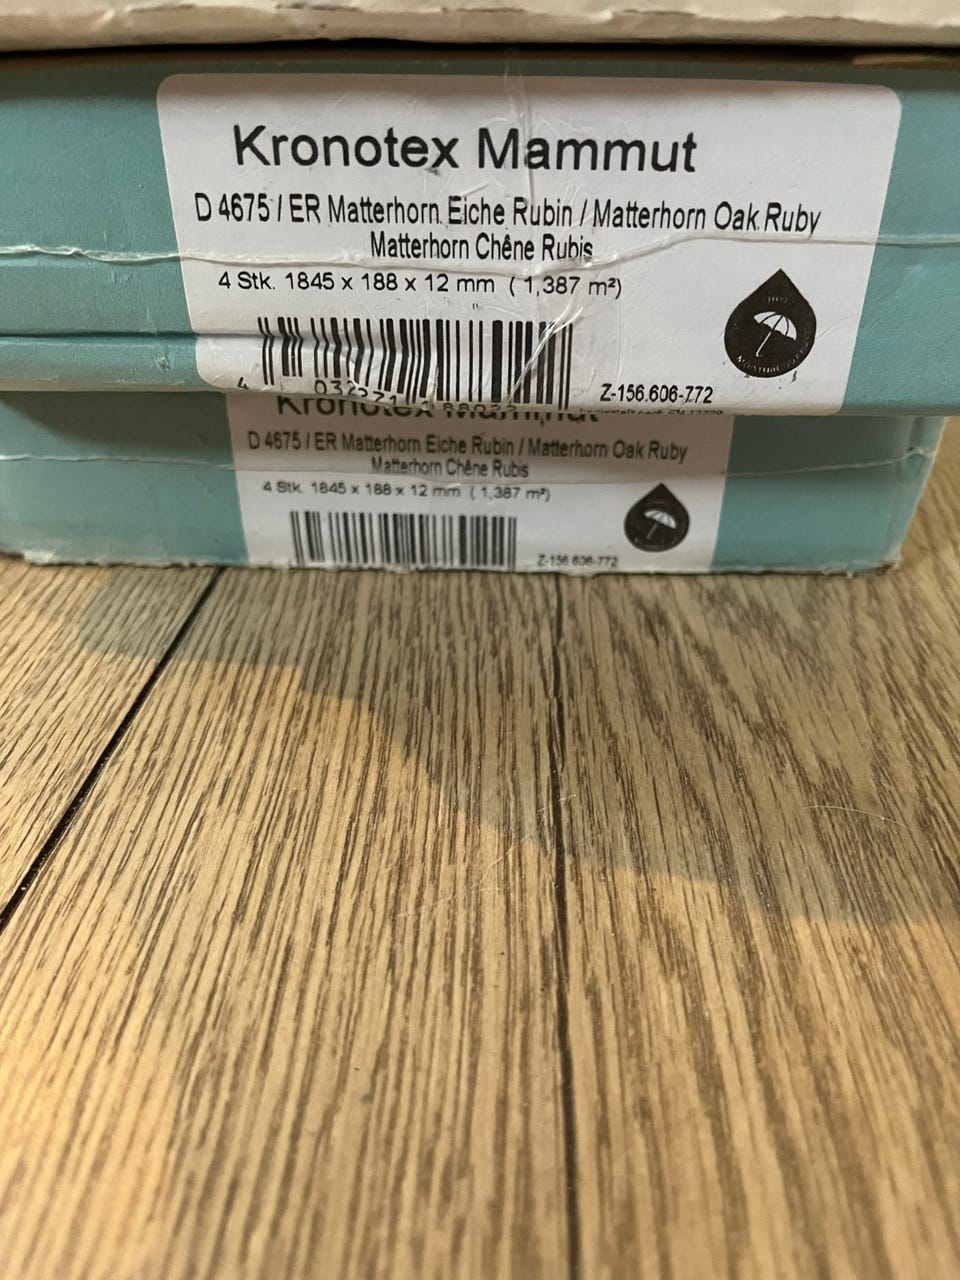 Kronotex Mammut
D 4675 / ER Matterhorn Eiche Rubin / Matterhorn Oak Ruby
Matterhorn Chêne Rubis
4 Stk. 1845 x 188 x 12 mm ( 1,387 m²)
Z-156.606-772
Kronotex Mammut
D 4675 / ER Matterhorn Eiche Rubin / Matterhorn Oak Ruby
Matterhorn Chêne Rubis
4 Stk. 1845 x 188 x 12 mm ( 1,387 m²)
Z-156.606-772